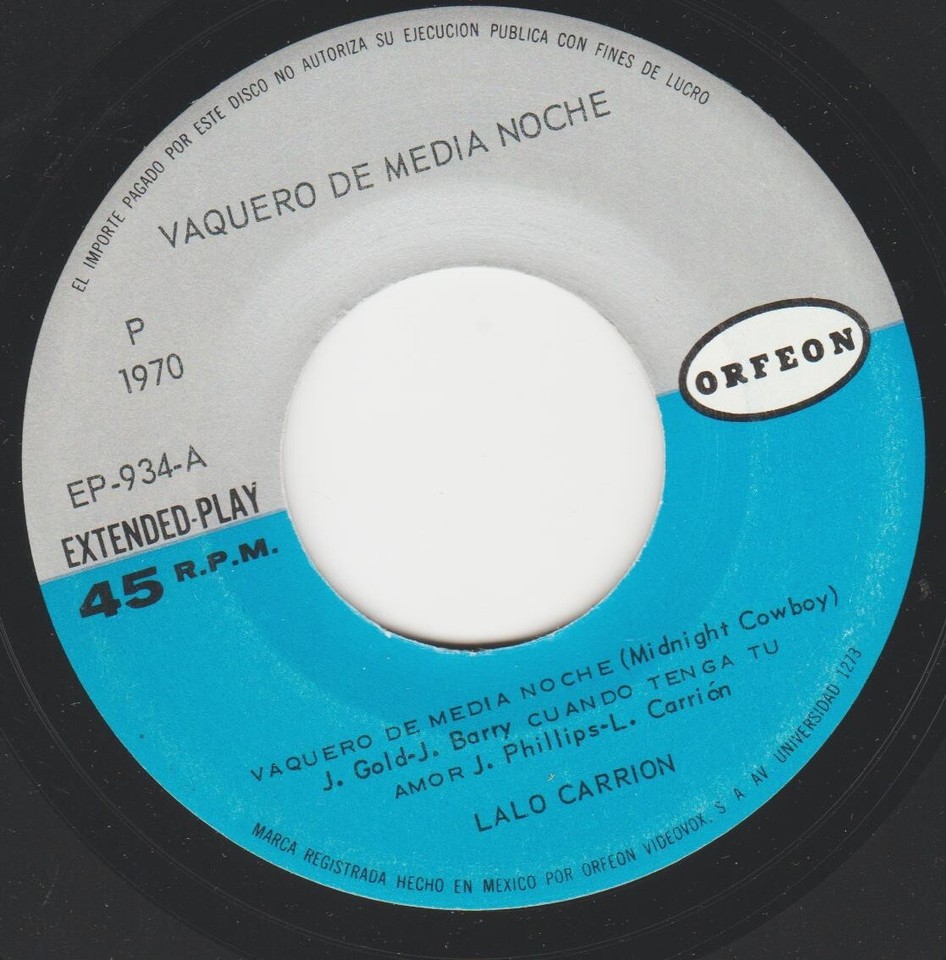 EL IMPORTE PAGADO POR ESTE DISCO NO AUTORIZA SU EJECUCION PUBLICA CON FINES DE LUCRO
VAQUERO DE MEDIA NOCHE
P
1970
ORFEON
EP-934-A
EXTENDED-PLAY
45 R.P.M.
VAQUERO DE MEDIA NOCHE (Midnight Cowboy)
J. Gold-J. Barry CUANDO TENGA TU
AMOR J. Phillips-L. Carrión
LALO CARRION
MARCA REGISTRADA HECHO EN MEXICO POR ORFEON VIDEOVOX, S A AV UNIVERSIDAD 1273